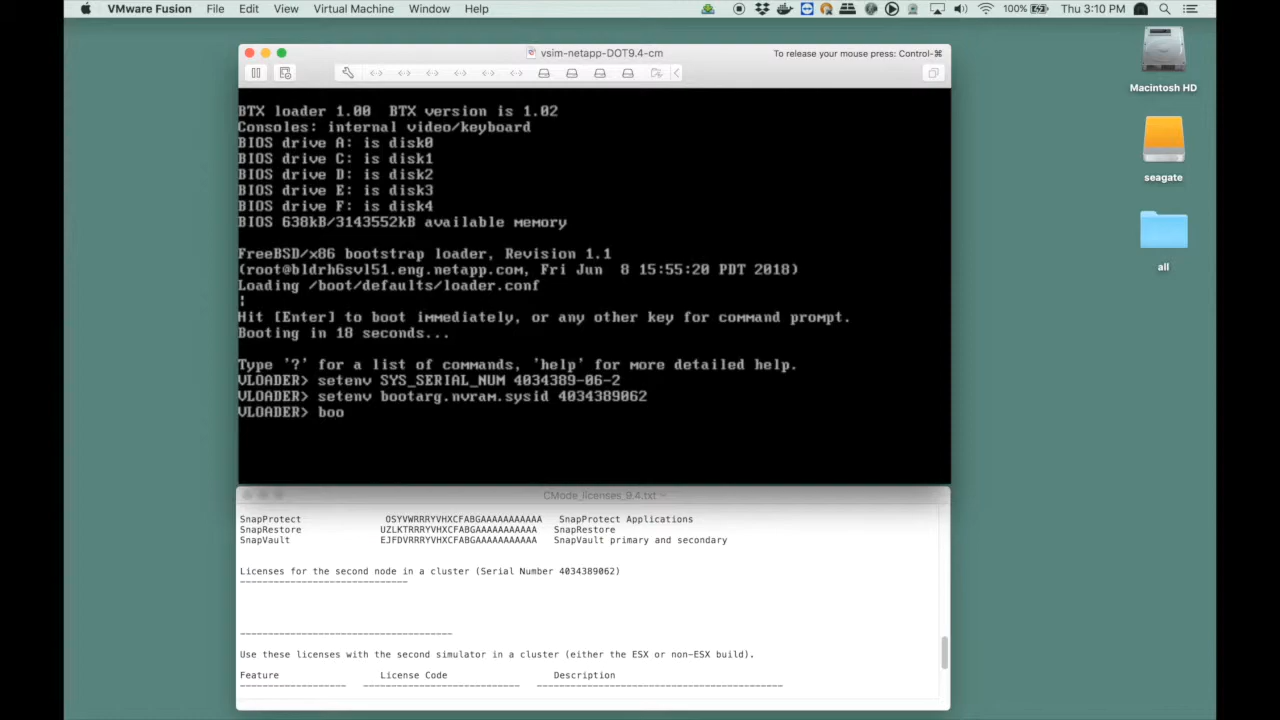 VMware Fusion File Edit View Virtual Machine Window Help 100% Thu 3:10 PM
vsim-netapp-DOT9.4-cm To release your mouse press: Control-⌘
Macintosh HD
seagate
all
BTX loader 1.00 BTX version is 1.02
Consoles: internal video/keyboard
BIOS drive A: is disk0
BIOS drive C: is disk1
BIOS drive D: is disk2
BIOS drive E: is disk3
BIOS drive F: is disk4
BIOS 638kB/3143552kB available memory
FreeBSD/x86 bootstrap loader, Revision 1.1
(root@bldrh6svl51.eng.netapp.com, Fri Jun 8 15:55:20 PDT 2018)
Loading /boot/defaults/loader.conf
¦
Hit [Enter] to boot immediately, or any other key for command prompt.
Booting in 18 seconds...
Type '?' for a list of commands, 'help' for more detailed help.
VLOADER> setenv SYS_SERIAL_NUM 4034389-06-2
VLOADER> setenv bootarg.nvram.sysid 4034389062
VLOADER> boo
CMode_licenses_9.4.txt
SnapProtect OSYVWRRRYVHXCFABGAAAAAAAAAAA SnapProtect Applications
SnapRestore UZLKTRRRYVHXCFABGAAAAAAAAAAA SnapRestore
SnapVault EJFDVRRRYVHXCFABGAAAAAAAAAAA SnapVault primary and secondary
Licenses for the second node in a cluster (Serial Number 4034389062)
------------------------------
--------------------------------------
Use these licenses with the second simulator in a cluster (either the ESX or non-ESX build).
Feature License Code Description
------------------- ---------------------------- --------------------------------------------